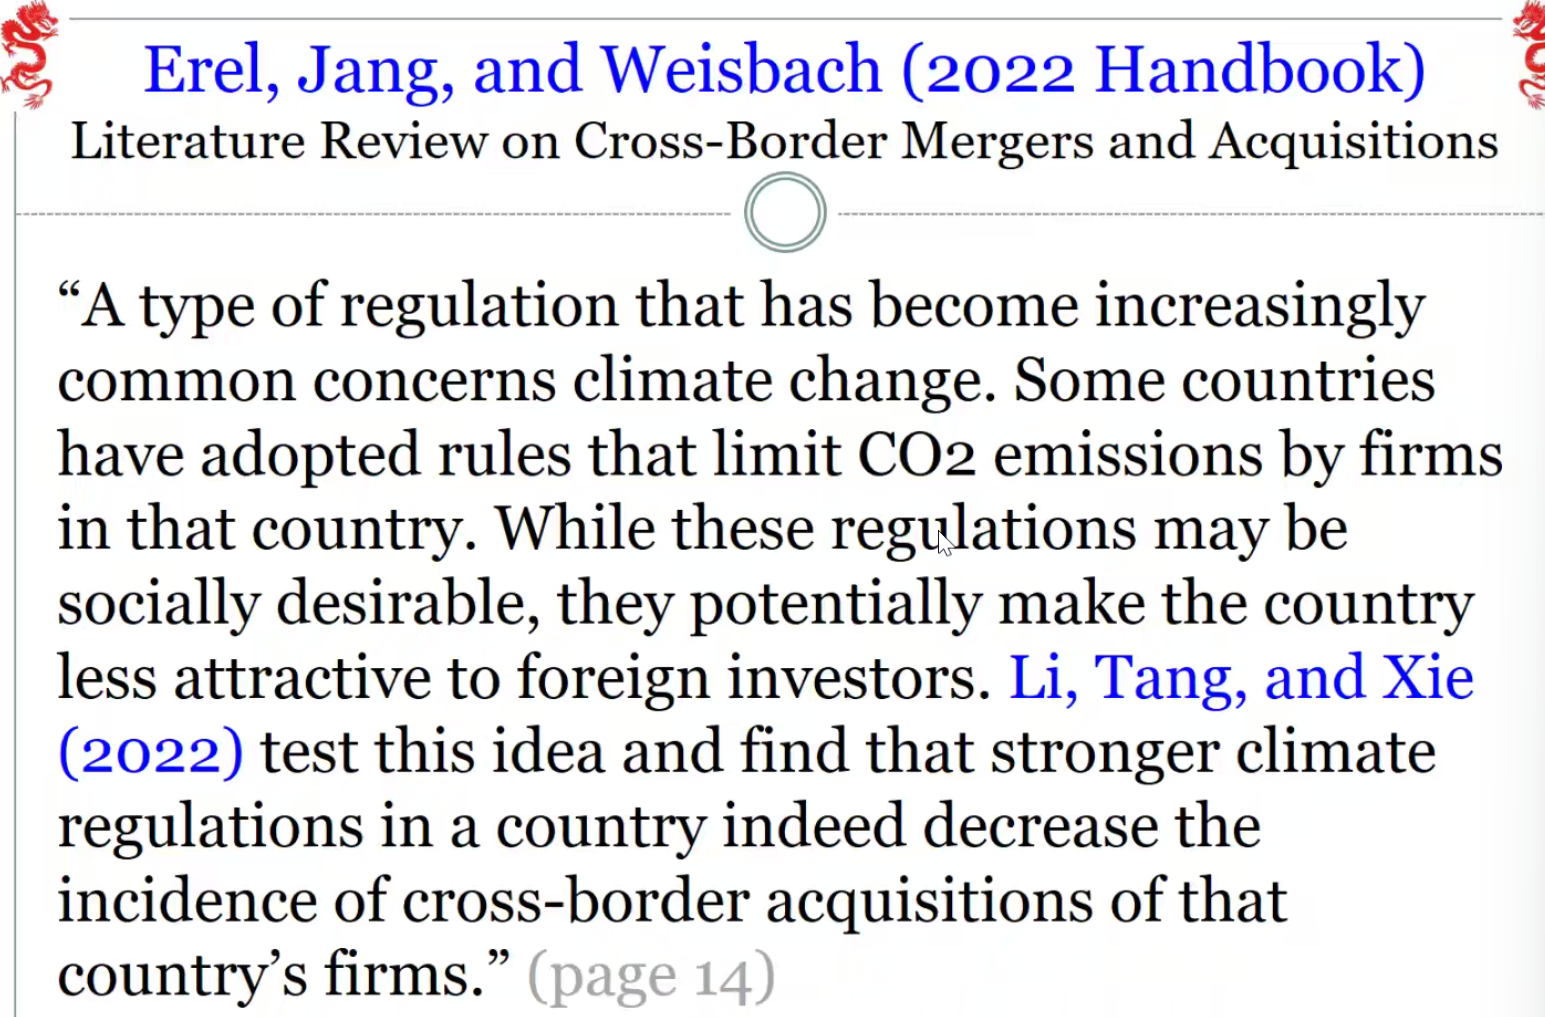 Erel, Jang, and Weisbach (2022 Handbook)
Literature Review on Cross-Border Mergers and Acquisitions
“A type of regulation that has become increasingly
common concerns climate change. Some countries
have adopted rules that limit CO2 emissions by firms
in that country. While these regulations may be
socially desirable, they potentially make the country
less attractive to foreign investors. Li, Tang, and Xie
(2022) test this idea and find that stronger climate
regulations in a country indeed decrease the
incidence of cross-border acquisitions of that
country’s firms.” (page 14)